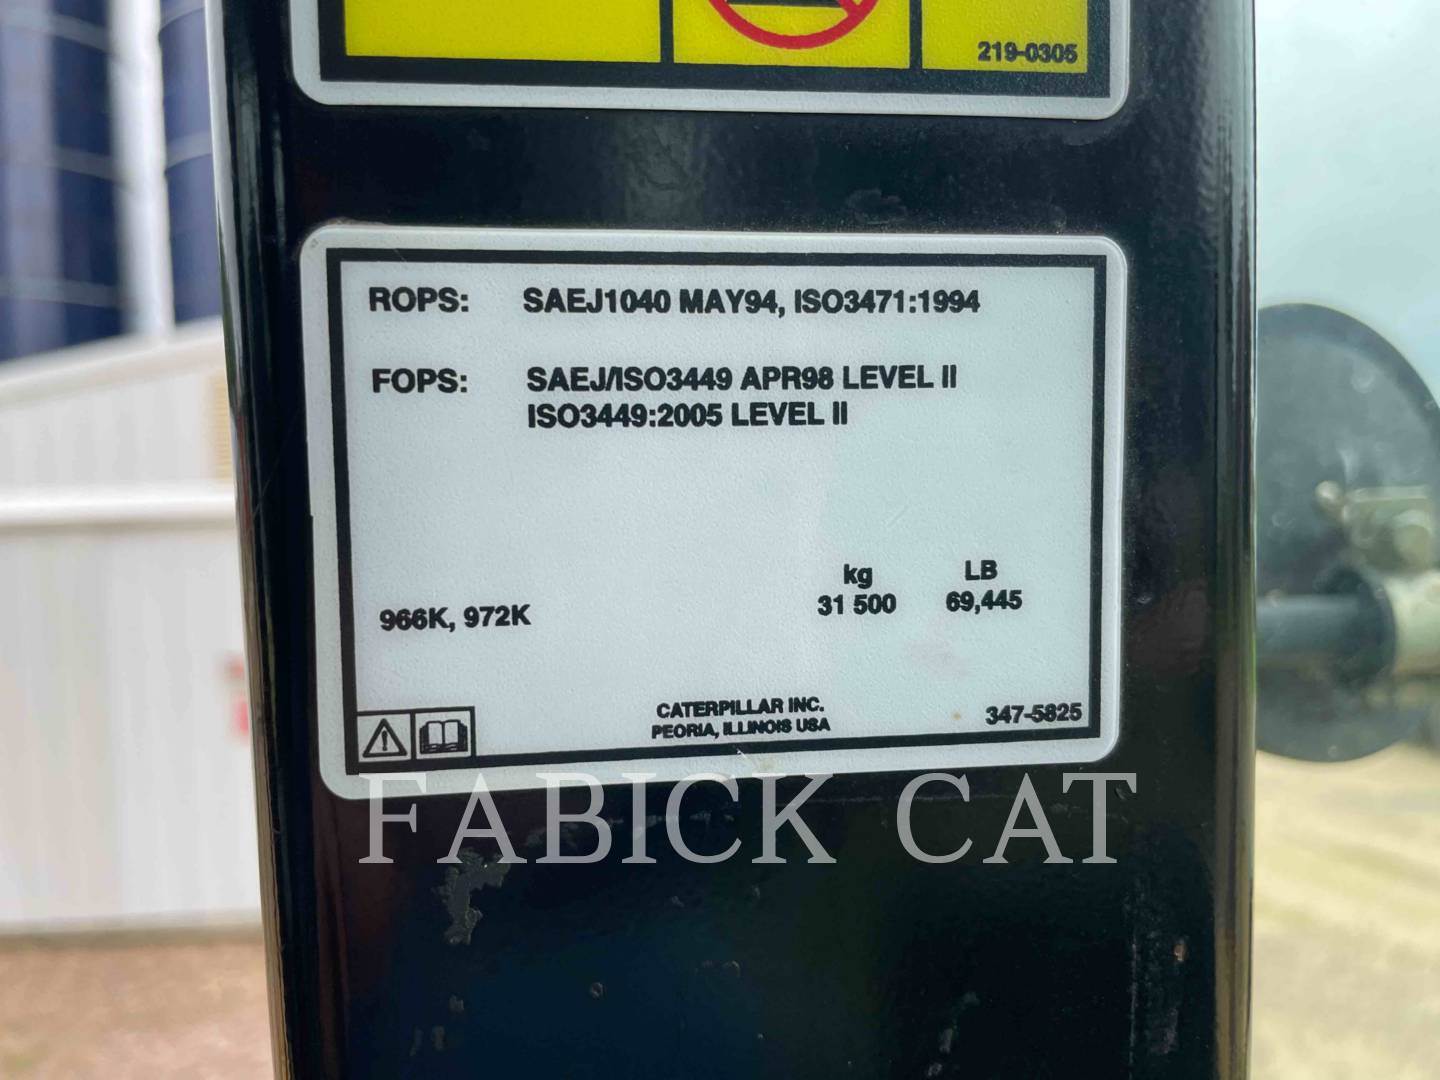 219-0305
ROPS: SAEJ1040 MAY94, ISO3471:1994
FOPS: SAEJ/ISO3449 APR98 LEVEL II
ISO3449:2005 LEVEL II
kg LB
966K, 972K 31 500 69,445
CATERPILLAR INC.
PEORIA, ILLINOIS USA
347-5825
FABICK CAT